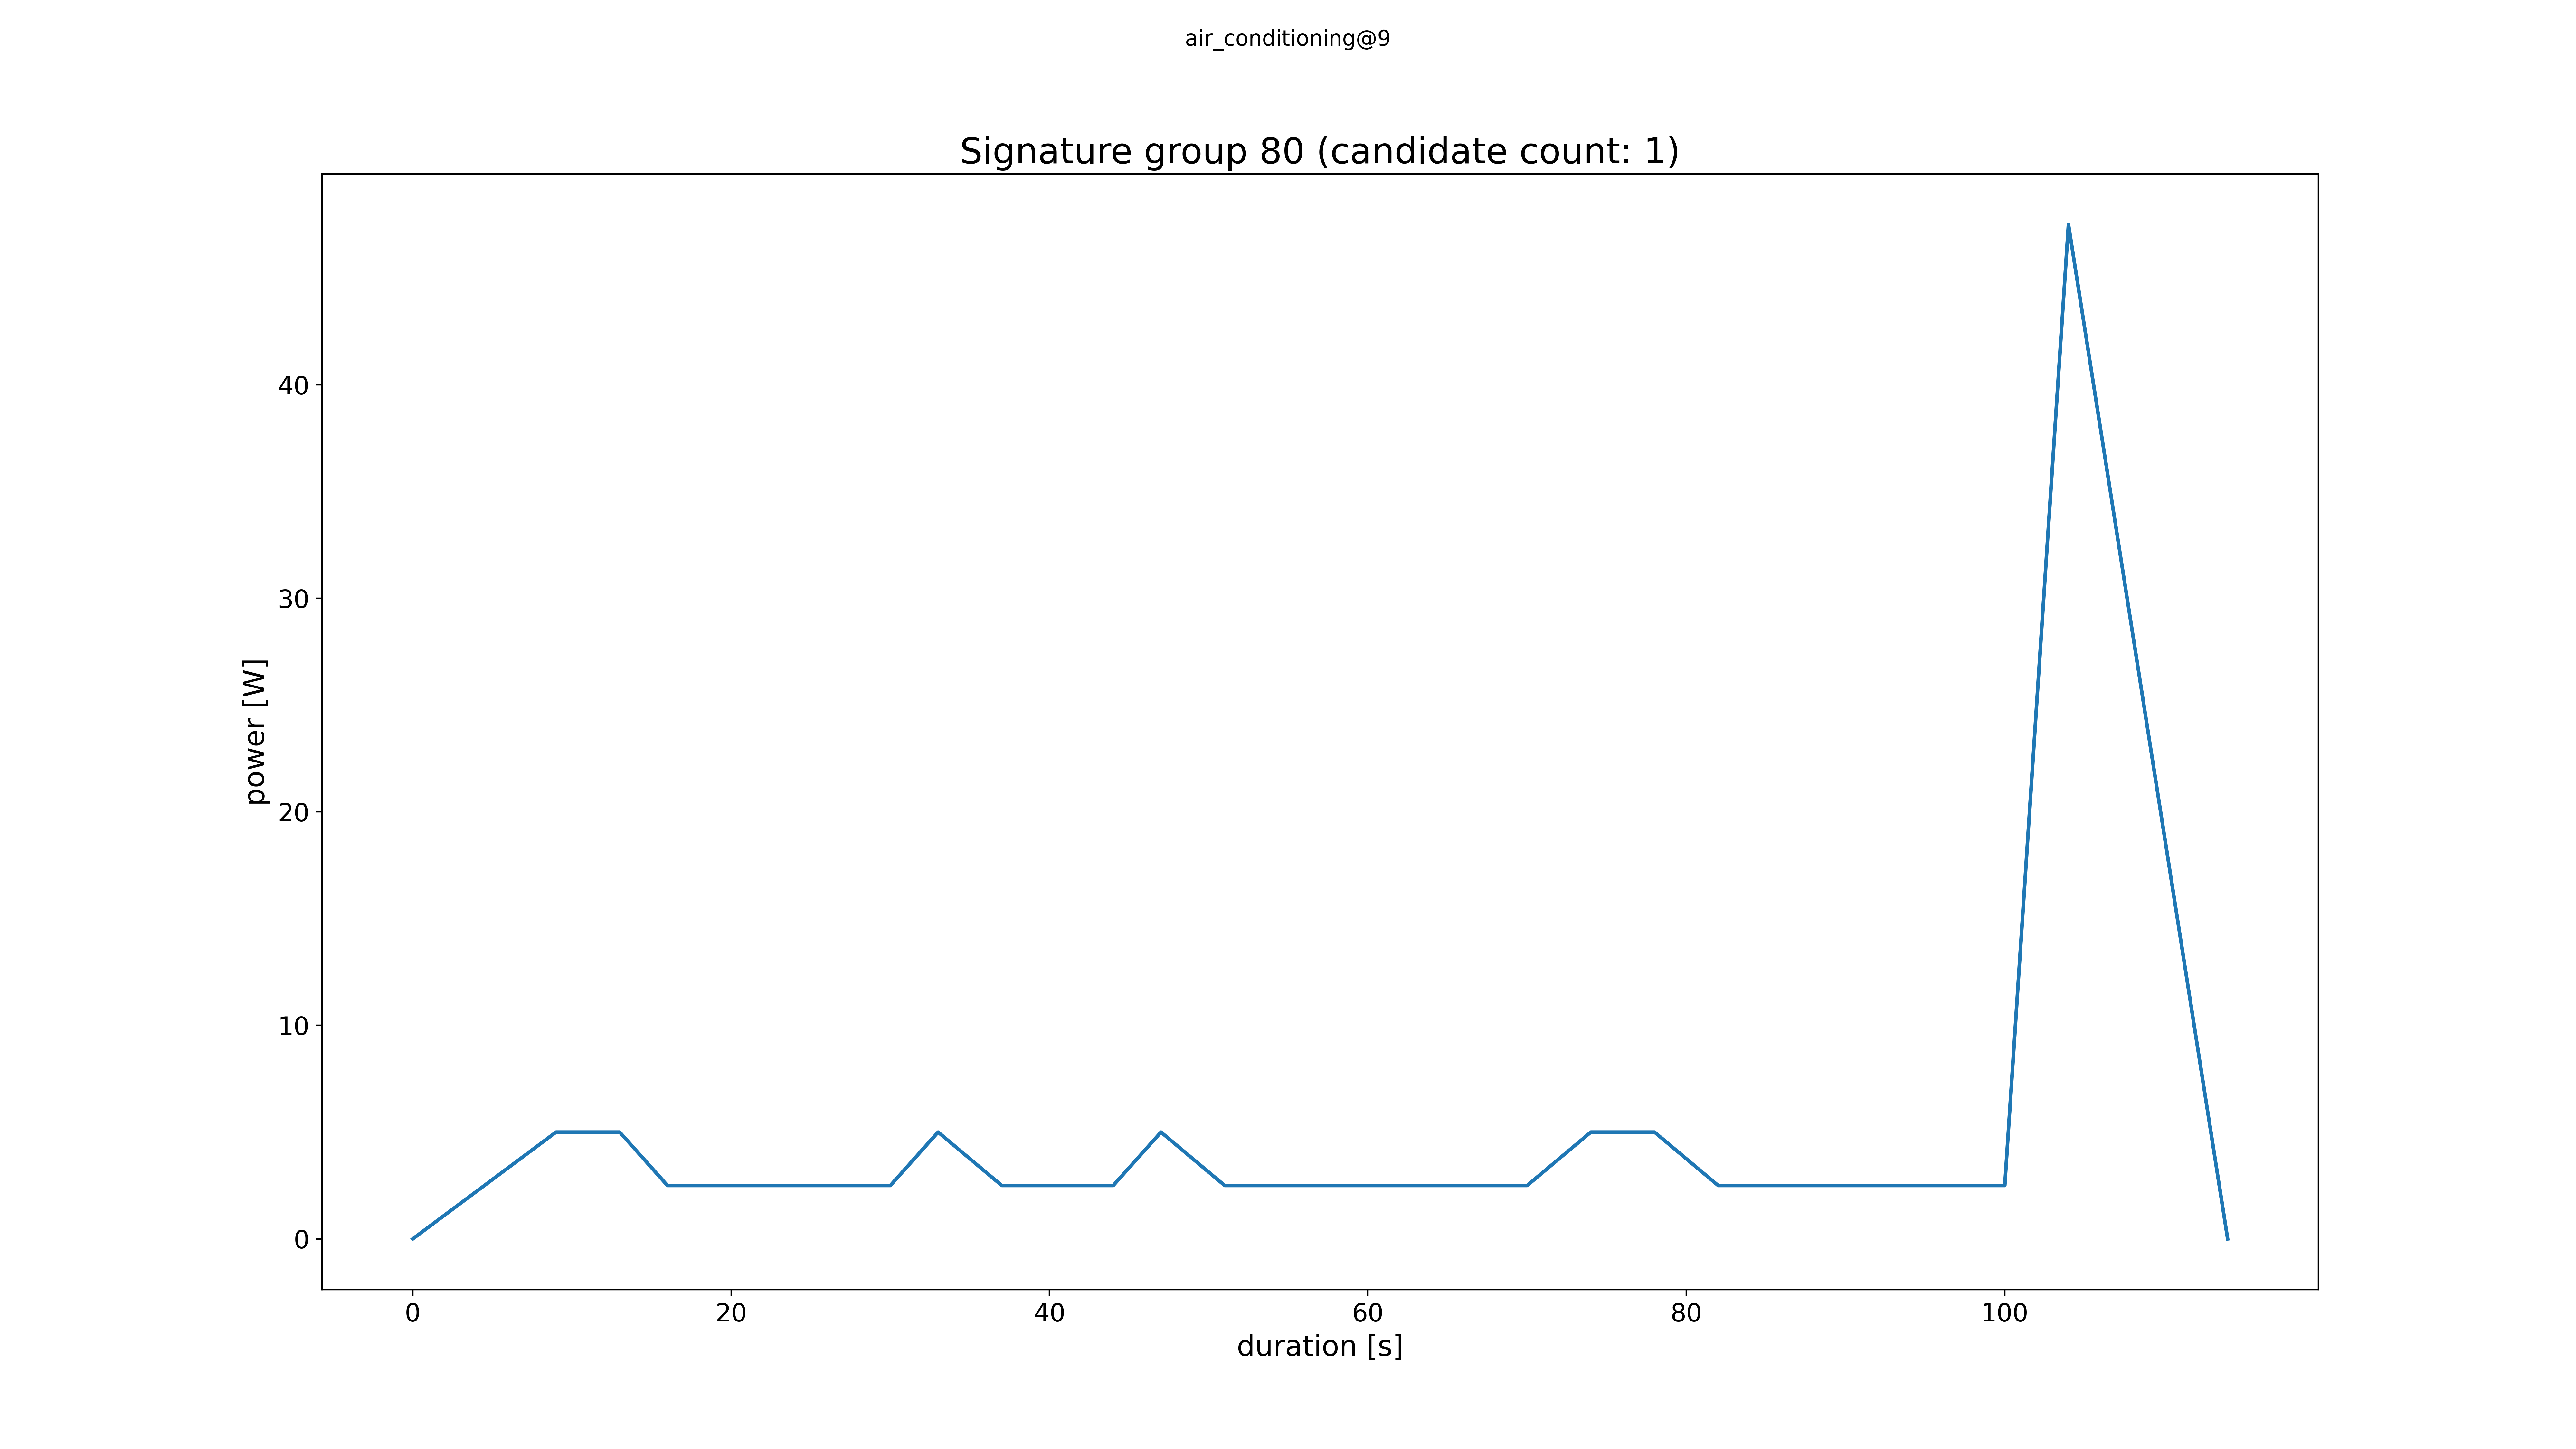 air_conditioning@9
Signature group 80 (candidate count: 1)
power [W]
40
30
20
10
0
0 20 40 60 80 100
duration [s]